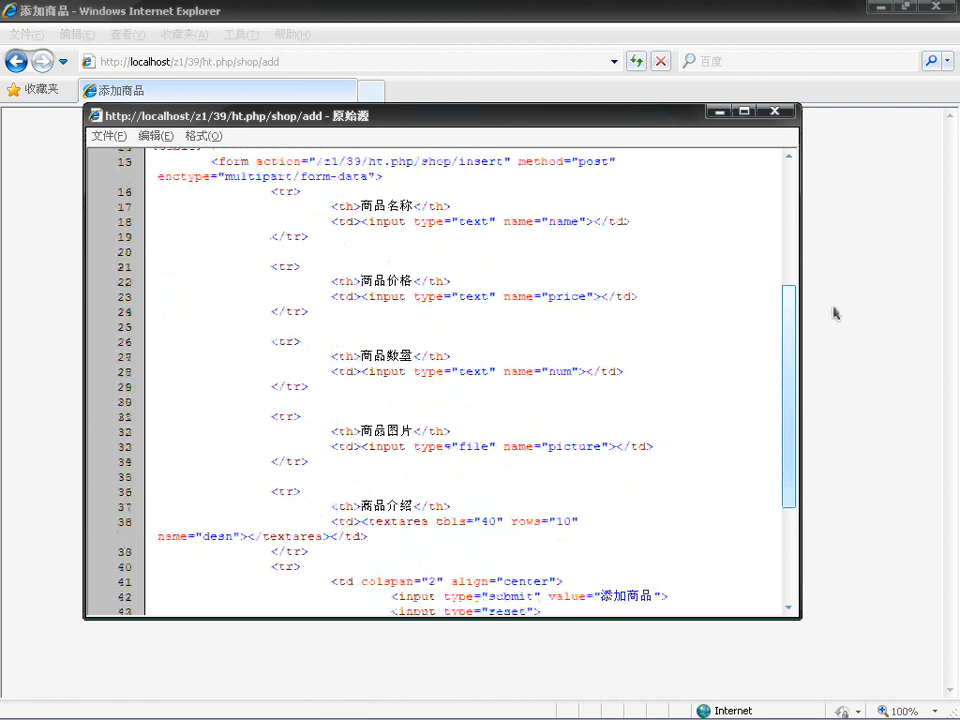 添加商品 - Windows Internet Explorer
文件(F) 编辑(E) 查看(V) 收藏夹(A) 工具(T) 帮助(H)
http://localhost/z1/39/ht.php/shop/add
百度
收藏夹
添加商品
http://localhost/z1/39/ht.php/shop/add - 原始源
文件(F) 编辑(E) 格式(O)
15 <form action="/z1/39/ht.php/shop/insert" method="post"
enctype="multipart/form-data">
16 <tr>
17 <th>商品名称</th>
18 <td><input type="text" name="name"></td>
19 </tr>
20
21 <tr>
22 <th>商品价格</th>
23 <td><input type="text" name="price"></td>
24 </tr>
25
26 <tr>
27 <th>商品数量</th>
28 <td><input type="text" name="num"></td>
29 </tr>
30
31 <tr>
32 <th>商品图片</th>
33 <td><input type="file" name="picture"></td>
34 </tr>
35
36 <tr>
37 <th>商品介绍</th>
38 <td><textarea cols="40" rows="10"
name="desn"></textarea></td>
39 </tr>
40 <tr>
41 <td colspan="2" align="center">
42 <input type="submit" value="添加商品">
43 <input type="reset">
Internet
100%